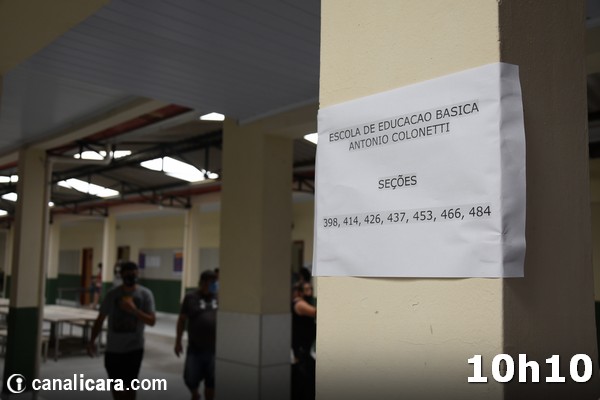 ESCOLA DE EDUCACAO BASICA
ANTONIO COLONETTI
SEÇÕES
398, 414, 426, 437, 453, 466, 484
10h10
canalicara.com